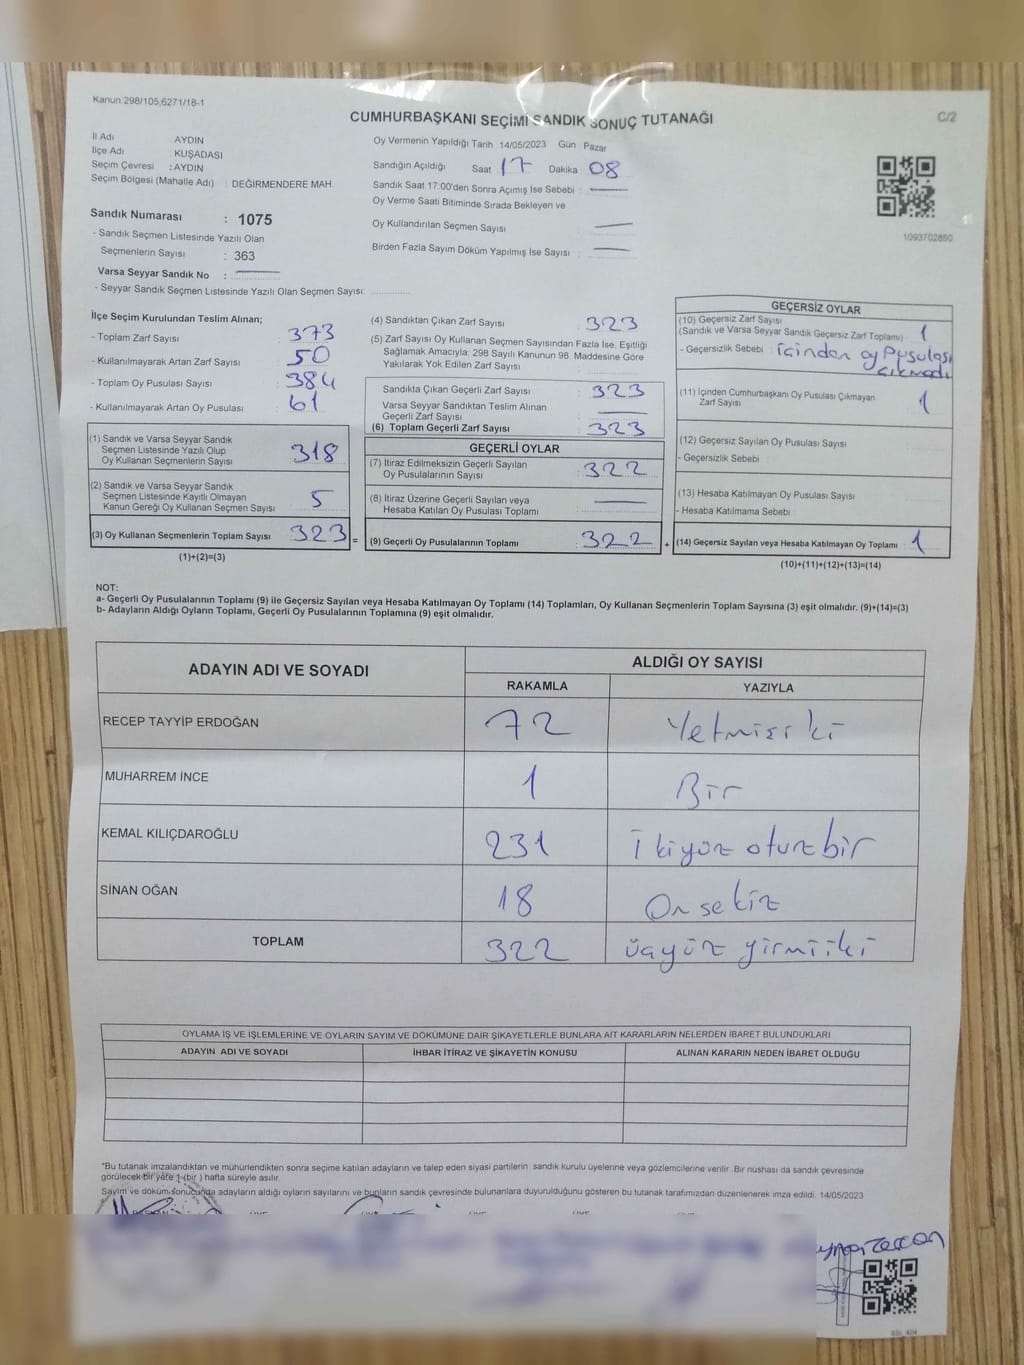 Kanun:298/105,6271/18-1
CUMHURBAŞKANI SEÇİMİ SANDIK SONUÇ TUTANAĞI
C/2
İl Adı AYDIN
İlçe Adı : KUŞADASI
Seçim Çevresi : AYDIN
Seçim Bölgesi (Mahalle Adı) : DEĞİRMENDERE MAH.
Sandık Numarası : 1075
- Sandık Seçmen Listesinde Yazılı Olan
Seçmenlerin Sayısı : 363
Varsa Seyyar Sandık No :
- Seyyar Sandık Seçmen Listesinde Yazılı Olan Seçmen Sayısı:
Oy Vermenin Yapıldığı Tarih 14/05/2023 Gün Pazar
Sandığın Açıldığı Saat 17 Dakika 08
Sandık Saat 17:00'den Sonra Açılmış İse Sebebi :
Oy Verme Saati Bitiminde Sırada Bekleyen ve
Oy Kullandırılan Seçmen Sayısı
Birden Fazla Sayım Döküm Yapılmış İse Sayısı :
1093702850
İlçe Seçim Kurulundan Teslim Alınan;
- Toplam Zarf Sayısı : 373
- Kullanılmayarak Artan Zarf Sayısı : 50
- Toplam Oy Pusulası Sayısı : 384
- Kullanılmayarak Artan Oy Pusulası : 61
(1) Sandık ve Varsa Seyyar Sandık
Seçmen Listesinde Yazılı Olup
Oy Kullanan Seçmenlerin Sayısı 318
(2) Sandık ve Varsa Seyyar Sandık
Seçmen Listesinde Kayıtlı Olmayan
Kanun Gereği Oy Kullanan Seçmen Sayısı 5
(3) Oy Kullanan Seçmenlerin Toplam Sayısı 323 =
(1)+(2)=(3)
(4) Sandıktan Çıkan Zarf Sayısı : 323
(5) Zarf Sayısı Oy Kullanan Seçmen Sayısından Fazla İse, Eşitliği
Sağlamak Amacıyla; 298 Sayılı Kanunun 98. Maddesine Göre
Yakılarak Yok Edilen Zarf Sayısı
Sandıkta Çıkan Geçerli Zarf Sayısı : 323
Varsa Seyyar Sandıktan Teslim Alınan
Geçerli Zarf Sayısı
(6) Toplam Geçerli Zarf Sayısı : 323
GEÇERLİ OYLAR
(7) İtiraz Edilmeksizin Geçerli Sayılan
Oy Pusulalarının Sayısı : 322
(8) İtiraz Üzerine Geçerli Sayılan veya
Hesaba Katılan Oy Pusulası Toplamı
(9) Geçerli Oy Pusulalarının Toplamı : 322 +
GEÇERSİZ OYLAR
(10) Geçersiz Zarf Sayısı
(Sandık ve Varsa Seyyar Sandık Geçersiz Zarf Toplamı) : 1
- Geçersizlik Sebebi : içinden oy Pusulası
çıkmadı
(11) İçinden Cumhurbaşkanı Oy Pusulası Çıkmayan
Zarf Sayısı 1
(12) Geçersiz Sayılan Oy Pusulası Sayısı
- Geçersizlik Sebebi :
(13) Hesaba Katılmayan Oy Pusulası Sayısı
- Hesaba Katılmama Sebebi :
(14) Geçersiz Sayılan veya Hesaba Katılmayan Oy Toplamı : 1
(10)+(11)+(12)+(13)=(14)
NOT:
a- Geçerli Oy Pusulalarının Toplamı (9) ile Geçersiz Sayılan veya Hesaba Katılmayan Oy Toplamı (14) Toplamları, Oy Kullanan Seçmenlerin Toplam Sayısına (3) eşit olmalıdır. (9)+(14)=(3)
b- Adayların Aldığı Oyların Toplamı, Geçerli Oy Pusulalarının Toplamına (9) eşit olmalıdır.
ADAYIN ADI VE SOYADI ALDIĞI OY SAYISI
RAKAMLA YAZIYLA
RECEP TAYYİP ERDOĞAN 72 Yetmişiki
MUHARREM İNCE 1 Bir
KEMAL KILIÇDAROĞLU 231 ikiyüz oturzbir
SİNAN OĞAN 18 On sekiz
TOPLAM 322 üçyüz yirmiiki
OYLAMA İŞ VE İŞLEMLERİNE VE OYLARIN SAYIM VE DÖKÜMÜNE DAİR ŞİKAYETLERLE BUNLARA AİT KARARLARIN NELERDEN İBARET BULUNDUKLARI
ADAYIN ADI VE SOYADI İHBAR İTİRAZ VE ŞİKAYETİN KONUSU ALINAN KARARIN NEDEN İBARET OLDUĞU
*Bu tutanak imzalandıktan ve mühürlendikten sonra seçime katılan adayların ve talep eden siyasi partilerin sandık kurulu üyelerine veya gözlemcilerine verilir. Bir nüshası da sandık çevresinde
görülecek bir yere 1 (bir) hafta süreyle asılır.
Sayım ve döküm sonucunda adayların aldığı oyların sayılarını ve bunların sandık çevresinde bulunanlara duyurulduğunu gösteren bu tutanak tarafımızdan düzenlenerek imza edildi. 14/05/2023